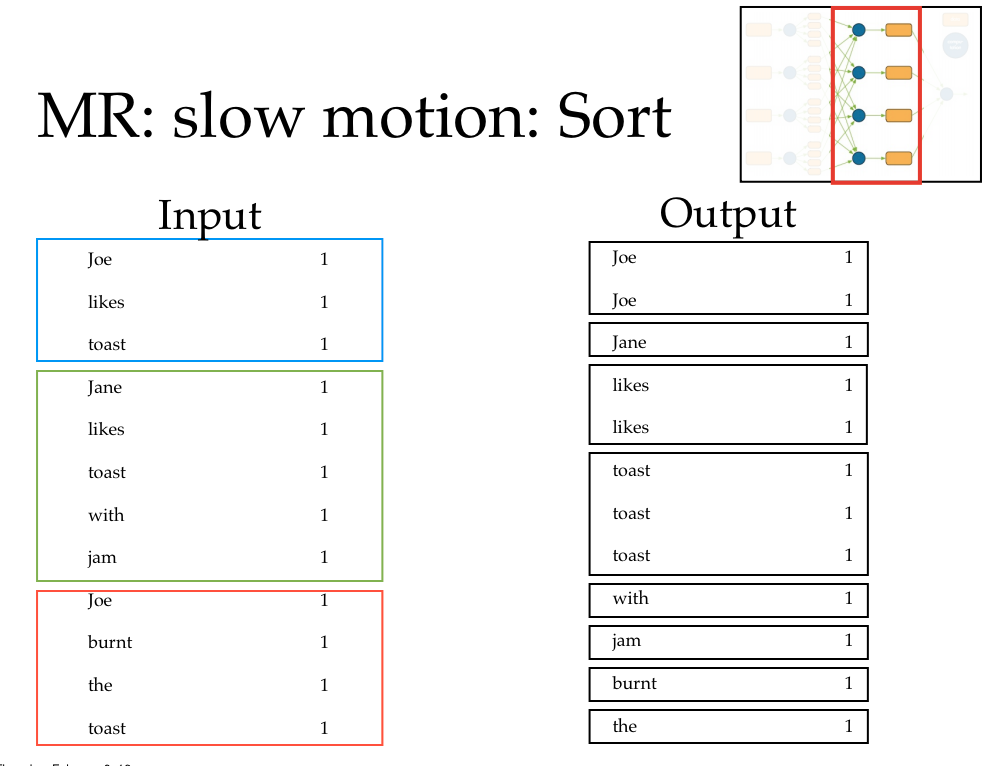 MR: slow motion: Sort
Input
Joe 1
likes 1
toast 1
Jane 1
likes 1
toast 1
with 1
jam 1
Joe 1
burnt 1
the 1
toast 1
Output
Joe 1
Joe 1
Jane 1
likes 1
likes 1
toast 1
toast 1
toast 1
with 1
jam 1
burnt 1
the 1